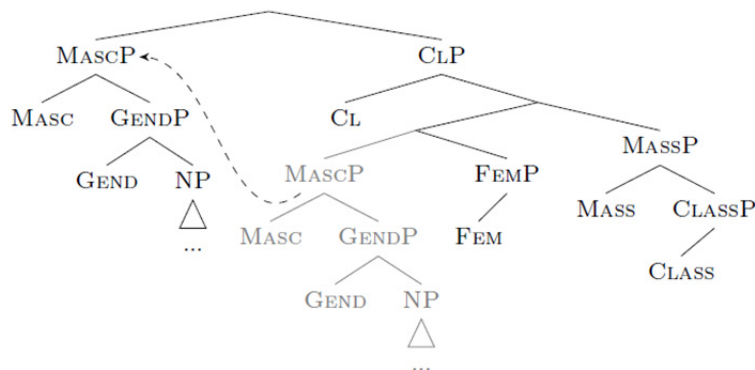 MASCP CLP
MASC GENDP CL
MASCP FEMP MASSP
GEND NP MASS CLASSP
... MASC GENDP FEM
CLASS
GEND NP
...